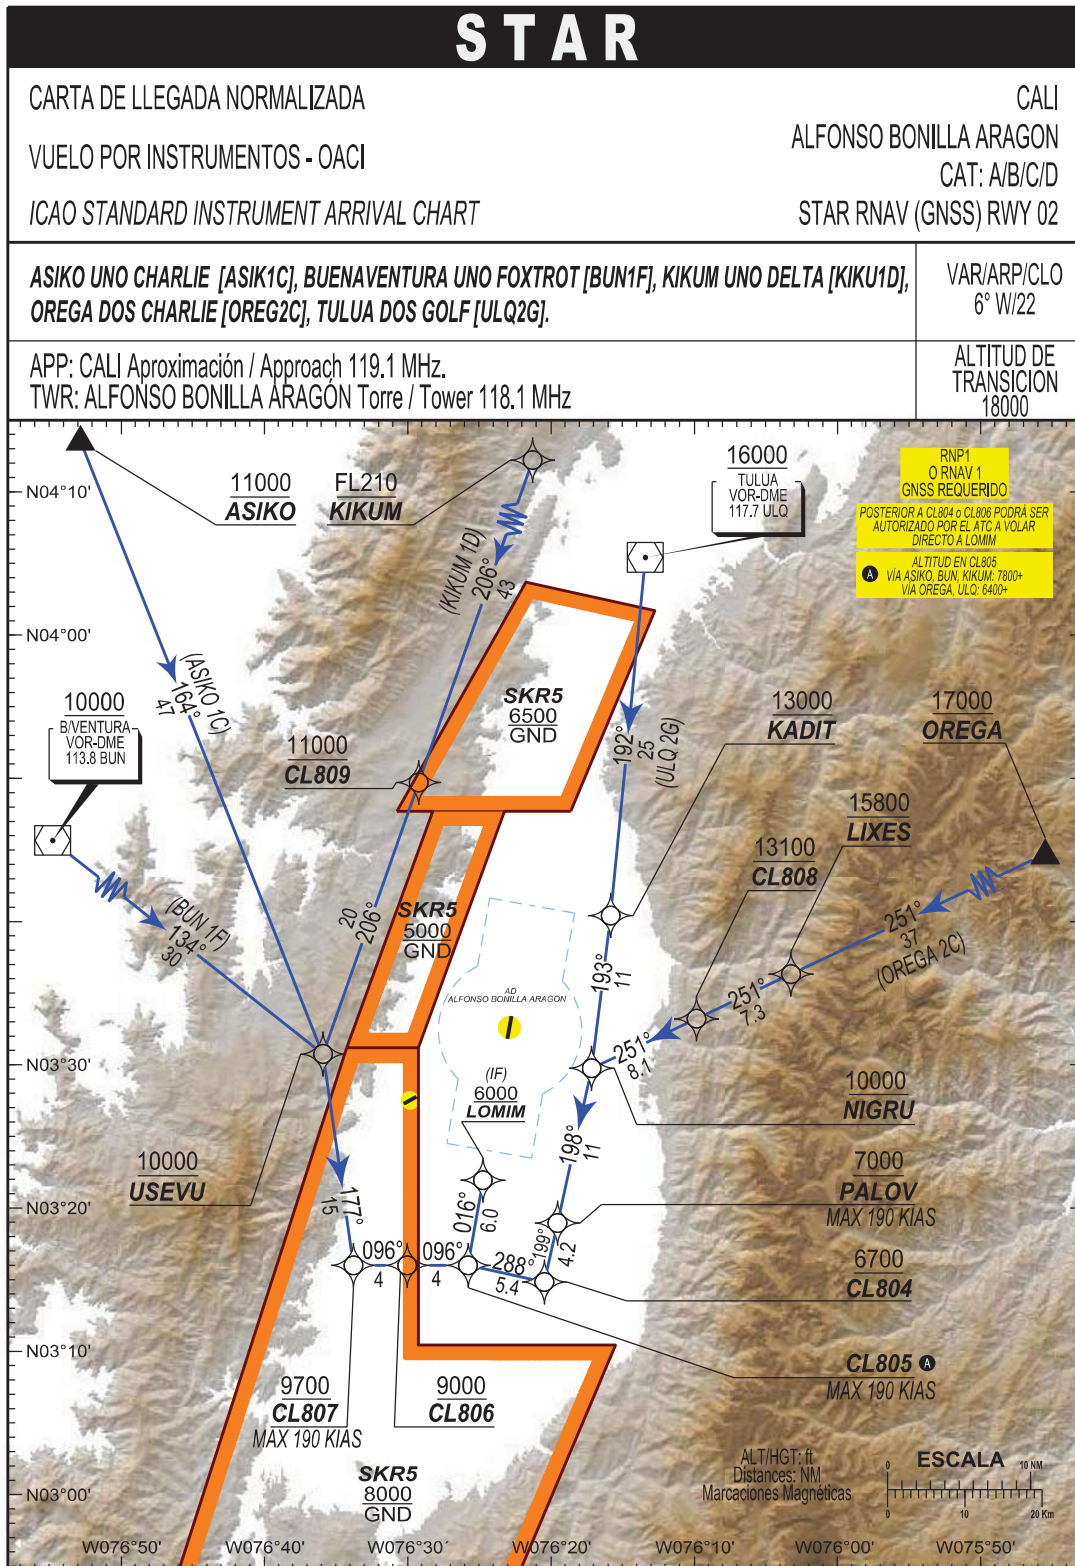 STAR
CARTA DE LLEGADA NORMALIZADA
VUELO POR INSTRUMENTOS - OACI
ICAO STANDARD INSTRUMENT ARRIVAL CHART
CALI
ALFONSO BONILLA ARAGON
CAT: A/B/C/D
STAR RNAV (GNSS) RWY 02
ASIKO UNO CHARLIE [ASIK1C], BUENAVENTURA UNO FOXTROT [BUN1F], KIKUM UNO DELTA [KIKU1D],
OREGA DOS CHARLIE [OREG2C], TULUA DOS GOLF [ULQ2G].
VAR/ARP/CLO
6° W/22
APP: CALI Aproximación / Approach 119.1 MHz.
TWR: ALFONSO BONILLA ARAGÓN Torre / Tower 118.1 MHz
ALTITUD DE
TRANSICION
18000
11000
ASIKO
FL210
KIKUM
16000
TULUA
VOR-DME
117.7 ULQ
RNP1
O RNAV 1
GNSS REQUERIDO
POSTERIOR A CL804 o CL806 PODRÁ SER
AUTORIZADO POR EL ATC A VOLAR
DIRECTO A LOMIM
A
ALTITUD EN CL805
VÍA ASIKO, BUN, KIKUM: 7800+
VÍA OREGA, ULQ: 6400+
N04°10'
(KIKUM 1D)
206°
43
N04°00'
(ASIKO 1C)
164°
47
10000
B/VENTURA
VOR-DME
113.8 BUN
SKR5
6500
GND
192°
25
(ULQ 2G)
13000
KADIT
17000
OREGA
11000
CL809
15800
LIXES
13100
CL808
(BUN 1F)
134°
30
20
206°
SKR5
5000
GND
251°
37
(OREGA 2C)
193°
11
251°
7.3
AD
ALFONSO BONILLA ARAGON
251°
8.1
N03°30'
(IF)
6000
LOMIM
10000
NIGRU
198°
11
10000
USEVU
7000
PALOV
MAX 190 KIAS
N03°20'
177°
15
016°
6.0
199°
4.2
096°
4
096°
4
288°
5.4
6700
CL804
N03°10'
CL805 A
MAX 190 KIAS
9700
CL807
MAX 190 KIAS
9000
CL806
SKR5
8000
GND
ALT/HGT: ft
Distances: NM
Marcaciones Magnéticas
ESCALA
0
10 NM
0
10
20 Km
N03°00'
W076°50'
W076°40'
W076°30'
W076°20'
W076°10'
W076°00'
W075°50'